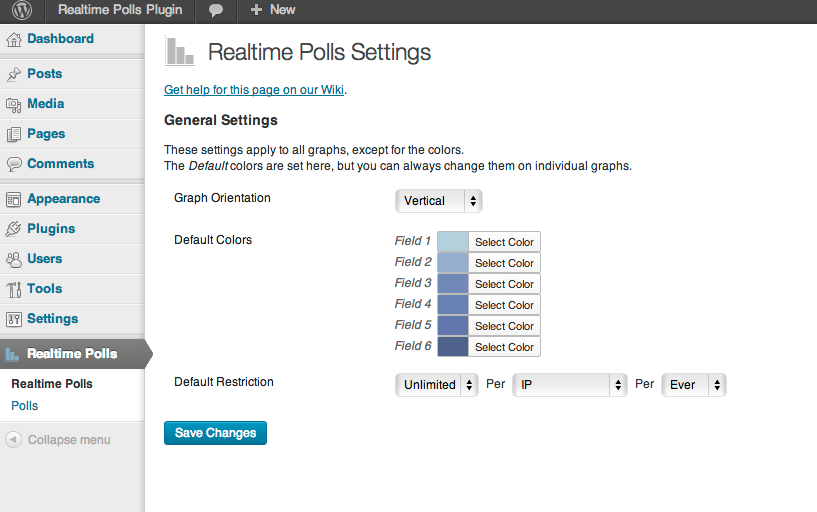 Realtime Polls Plugin + New
Dashboard
Posts
Media
Pages
Comments
Appearance
Plugins
Users
Tools
Settings
Realtime Polls
Realtime Polls
Polls
Collapse menu
Realtime Polls Settings
Get help for this page on our Wiki.
General Settings
These settings apply to all graphs, except for the colors.
The Default colors are set here, but you can always change them on individual graphs.
Graph Orientation Vertical
Default Colors Field 1 Select Color
Field 2 Select Color
Field 3 Select Color
Field 4 Select Color
Field 5 Select Color
Field 6 Select Color
Default Restriction Unlimited Per IP Per Ever
Save Changes